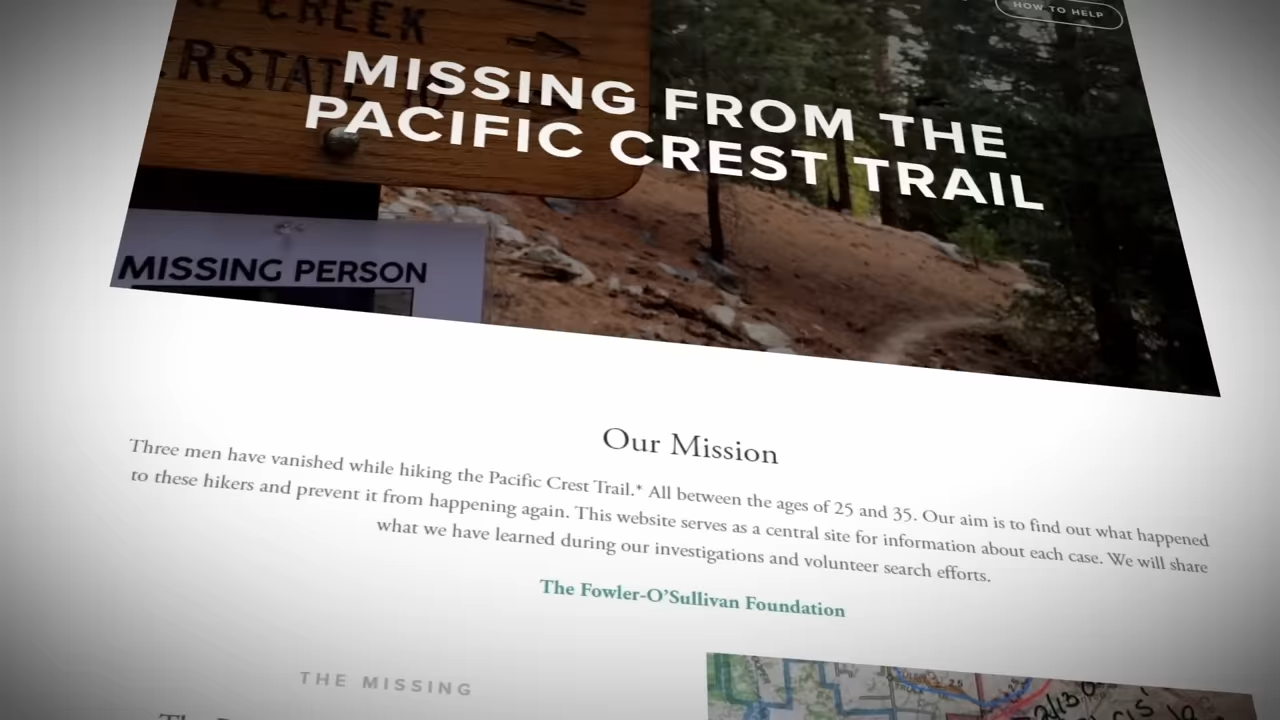 HOW TO HELP
CREEK
ERSTATE 10
MISSING FROM THE
PACIFIC CREST TRAIL
MISSING PERSON
Our Mission
Three men have vanished while hiking the Pacific Crest Trail.* All between the ages of 25 and 35. Our aim is to find out what happened
to these hikers and prevent it from happening again. This website serves as a central site for information about each case. We will share
what we have learned during our investigations and volunteer search efforts.
The Fowler-O'Sullivan Foundation
THE MISSING